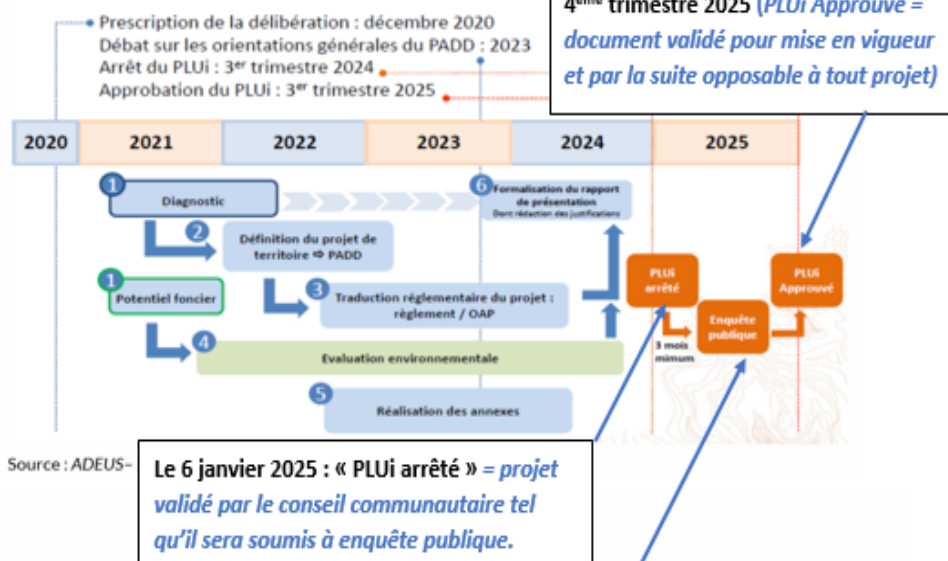 Prescription de la délibération : décembre 2020
Débat sur les orientations générales du PADD : 2023
Arrêt du PLUi : 3er trimestre 2024
Approbation du PLUi : 3er trimestre 2025
4ème trimestre 2025 (PLUi Approuvé =
document validé pour mise en vigueur
et par la suite opposable à tout projet)
2020
2021
2022
2023
2024
2025
1
Diagnostic
6
Formalisation du rapport
de présentation
Dont rédaction des justifications
2
Définition du projet de
territoire ⇨ PADD
1
Potentiel foncier
3
Traduction réglementaire du projet :
règlement / OAP
PLUi
arrêté
PLUi
Approuvé
Enquête
publique
3 mois
mimum
4
Evaluation environnementale
5
Réalisation des annexes
Source : ADEUS–
Le 6 janvier 2025 : « PLUi arrêté » = projet
validé par le conseil communautaire tel
qu’il sera soumis à enquête publique.